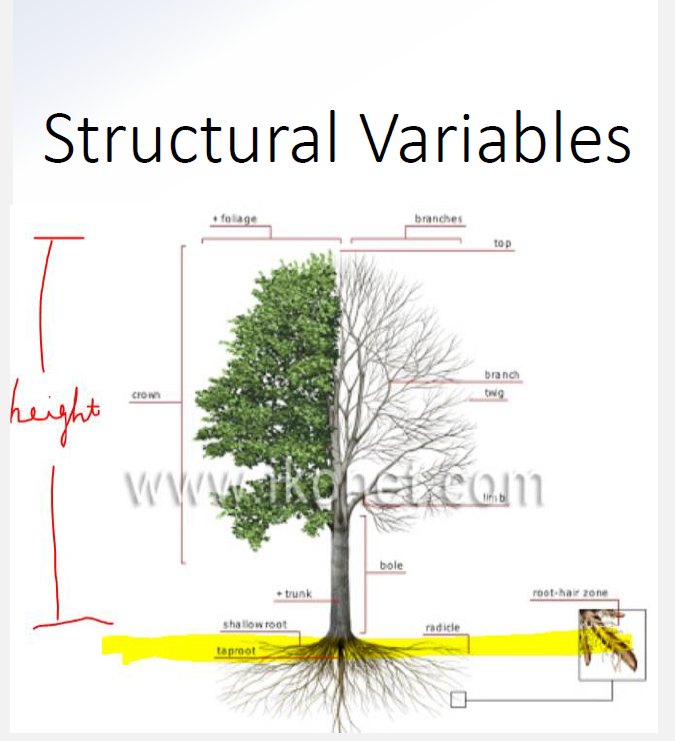 Structural Variables
+ foliage
branches
top
branch
crown
twig
height
www.ikonet.com
limb
bole
+ trunk
root-hair zone
shallow root
radicle
taproot